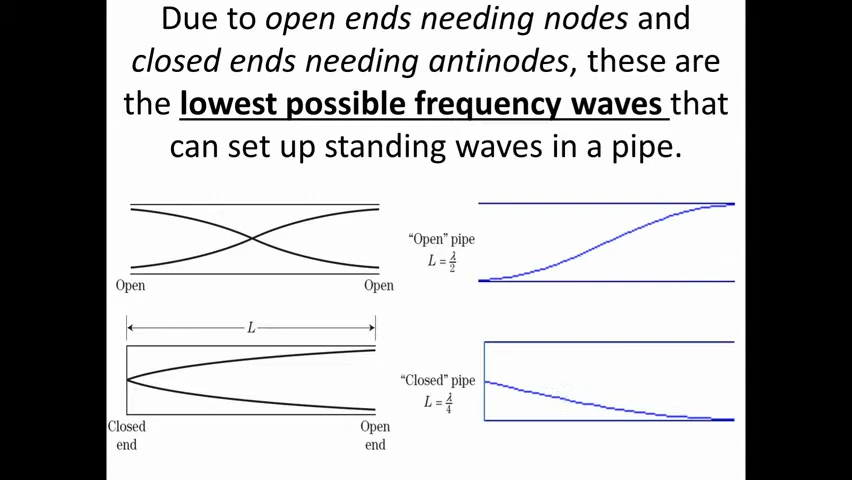 Due to open ends needing nodes and
closed ends needing antinodes, these are
the lowest possible frequency waves that
can set up standing waves in a pipe.
Open
Open
"Open" pipe
L = λ/2
L
Closed
end
Open
end
"Closed" pipe
L = λ/4